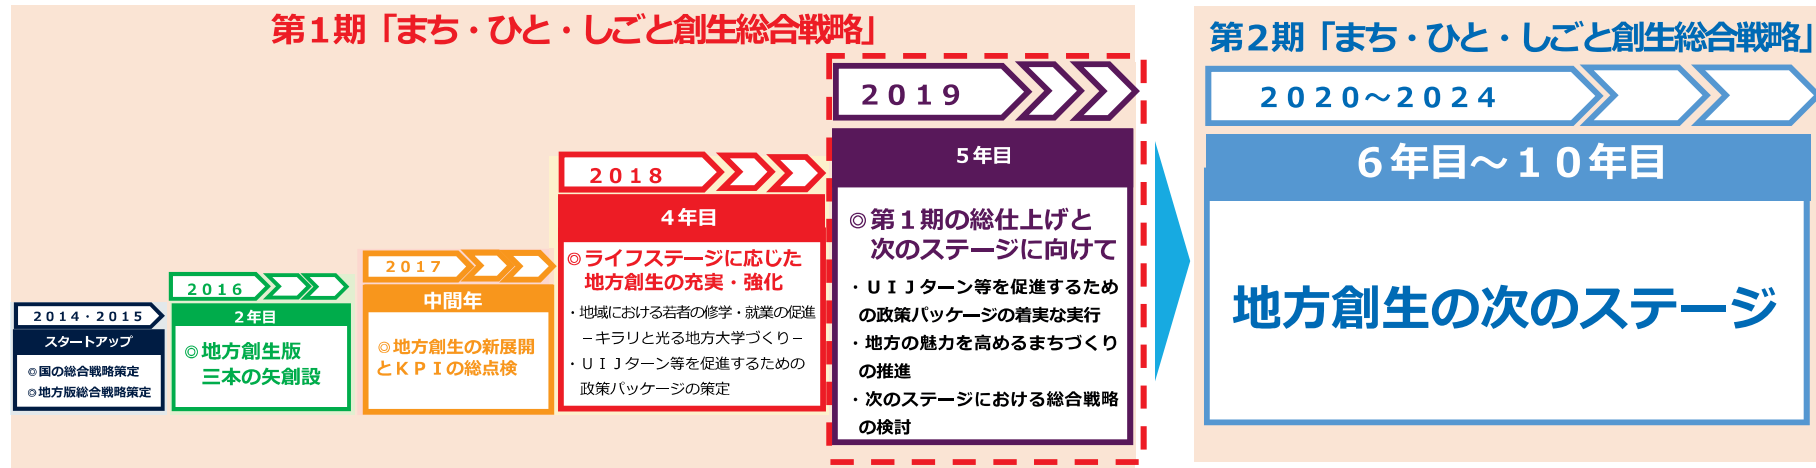 第１期「まち・ひと・しごと創生総合戦略」
２０１４・２０１５
スタートアップ
◎国の総合戦略策定
◎地方版総合戦略策定
２０１６
２年目
◎地方創生版
三本の矢創設
２０１７
中間年
◎地方創生の新展開
とＫＰＩの総点検
２０１８
４年目
◎ライフステージに応じた
地方創生の充実・強化
・地域における若者の修学・就業の促進
－キラリと光る地方大学づくり－
・ＵＩＪターン等を促進するための
政策パッケージの策定
２０１９
５年目
◎第１期の総仕上げと
次のステージに向けて
・ＵＩＪターン等を促進するため
の政策パッケージの着実な実行
・地方の魅力を高めるまちづくり
の推進
・次のステージにおける総合戦略
の検討
第２期「まち・ひと・しごと創生総合戦略」
２０２０～２０２４
６年目～１０年目
地方創生の次のステージ